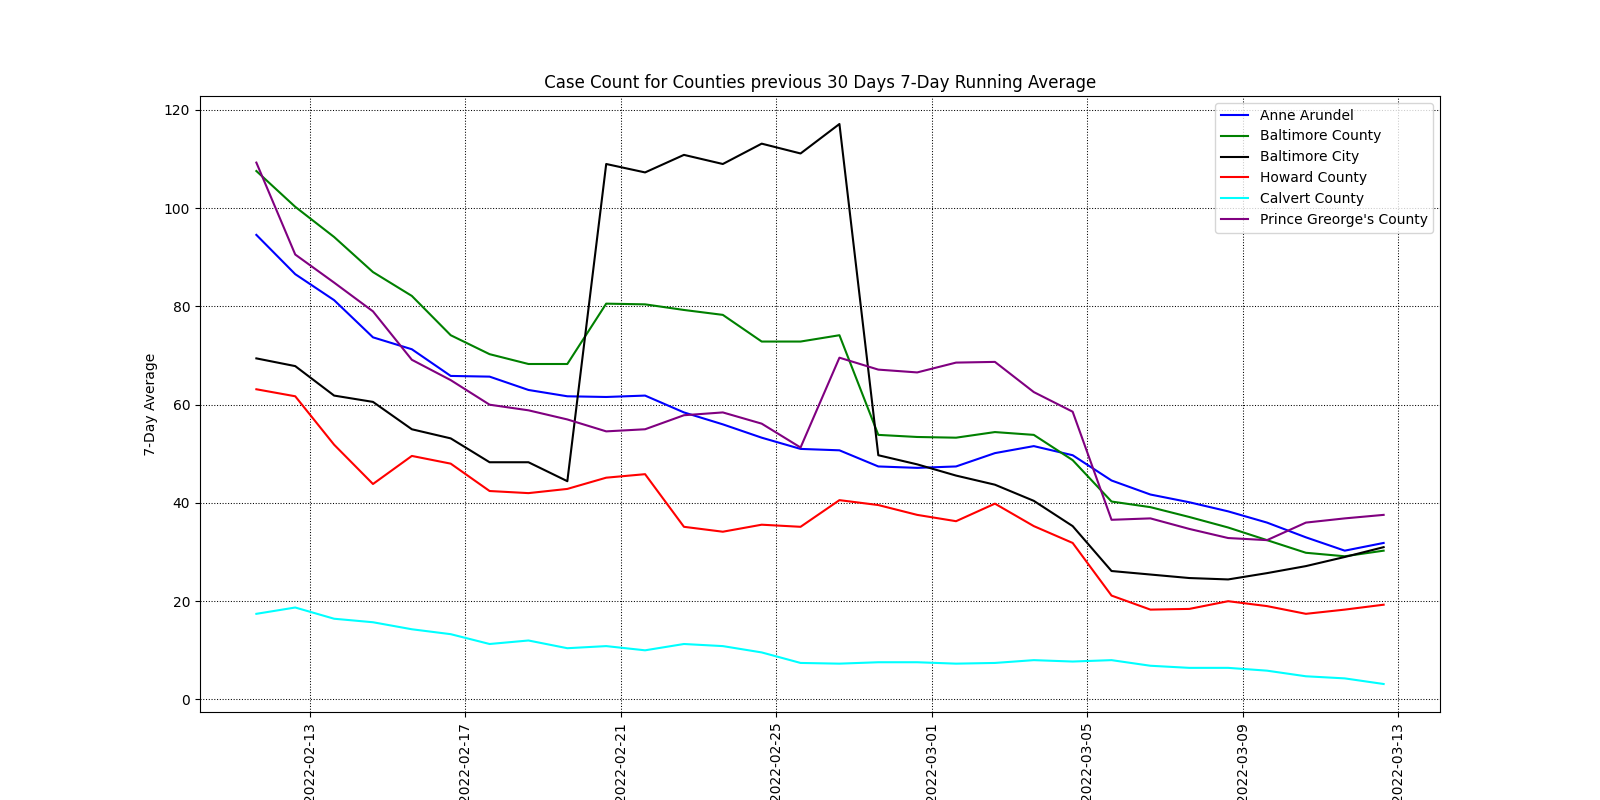 Case Count for Counties previous 30 Days 7-Day Running Average
7-Day Average
120
100
80
60
40
20
0
Anne Arundel
Baltimore County
Baltimore City
Howard County
Calvert County
Prince Greorge's County
2022-02-13
2022-02-17
2022-02-21
2022-02-25
2022-03-01
2022-03-05
2022-03-09
2022-03-13